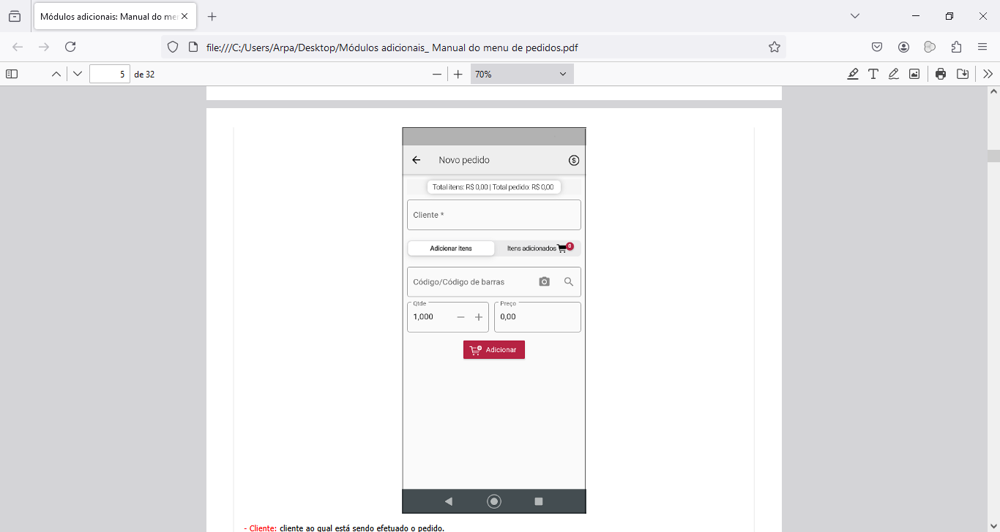 Módulos adicionais: Manual do me
file:///C:/Users/Arpa/Desktop/Módulos adicionais_ Manual do menu de pedidos.pdf
5 de 32
70%
Novo pedido
Total itens: R$ 0,00 | Total pedido: R$ 0,00
Cliente *
Adicionar itens
Itens adicionados 0
Código/Código de barras
Qtde
Preço
1,000
0,00
Adicionar
- Cliente: cliente ao qual está sendo efetuado o pedido.